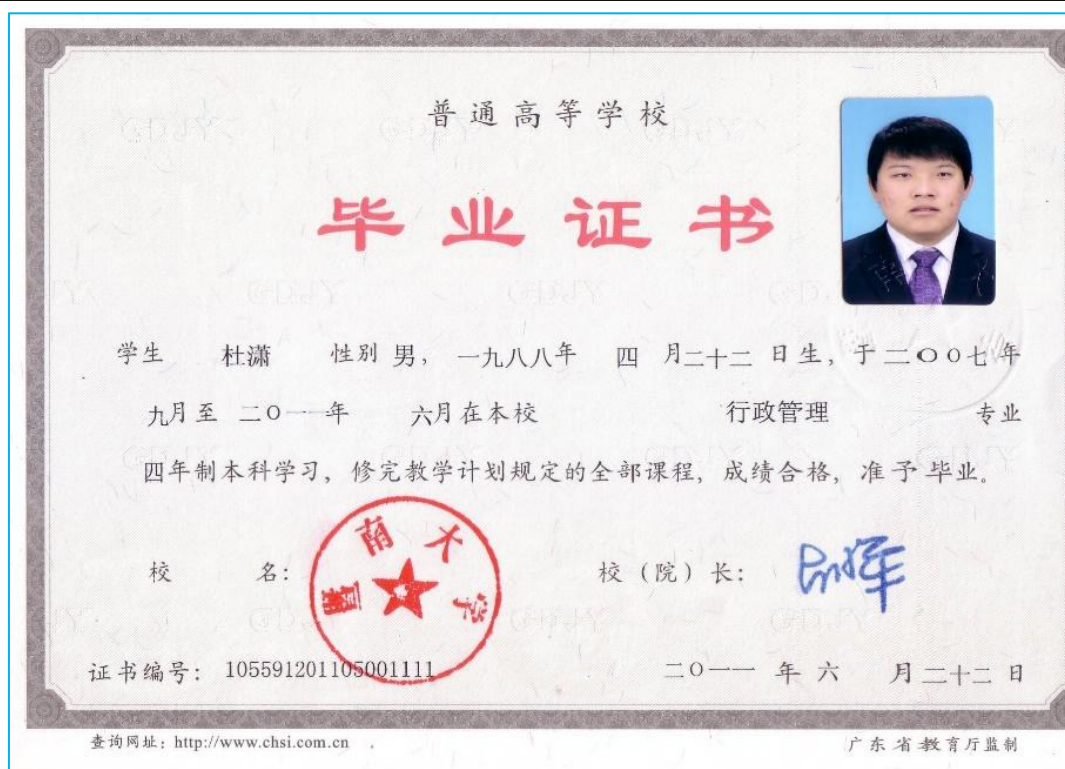 普通高等学校
毕业证书
学生 杜潇 性别 男， 一九八八年 四 月二十二 日生，于二〇〇七年
九月至 二〇一一年 六月在本校 行政管理 专业
四年制本科学习，修完教学计划规定的全部课程，成绩合格，准予毕业。
南大学
校 名： 校（院）长：
证书编号： 105591201105001111 二〇一一 年 六 月二十二 日
查询网址：http://www.chsi.com.cn 广东省教育厅监制